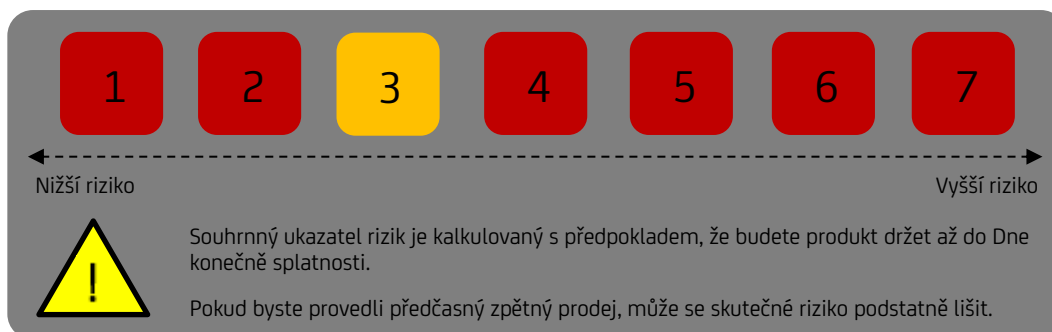 1 2 3 4 5 6 7
Nižší riziko Vyšší riziko
Souhrnný ukazatel rizik je kalkulovaný s předpokladem, že budete produkt držet až do Dne
konečně splatnosti.
!
Pokud byste provedli předčasný zpětný prodej, může se skutečné riziko podstatně lišit.